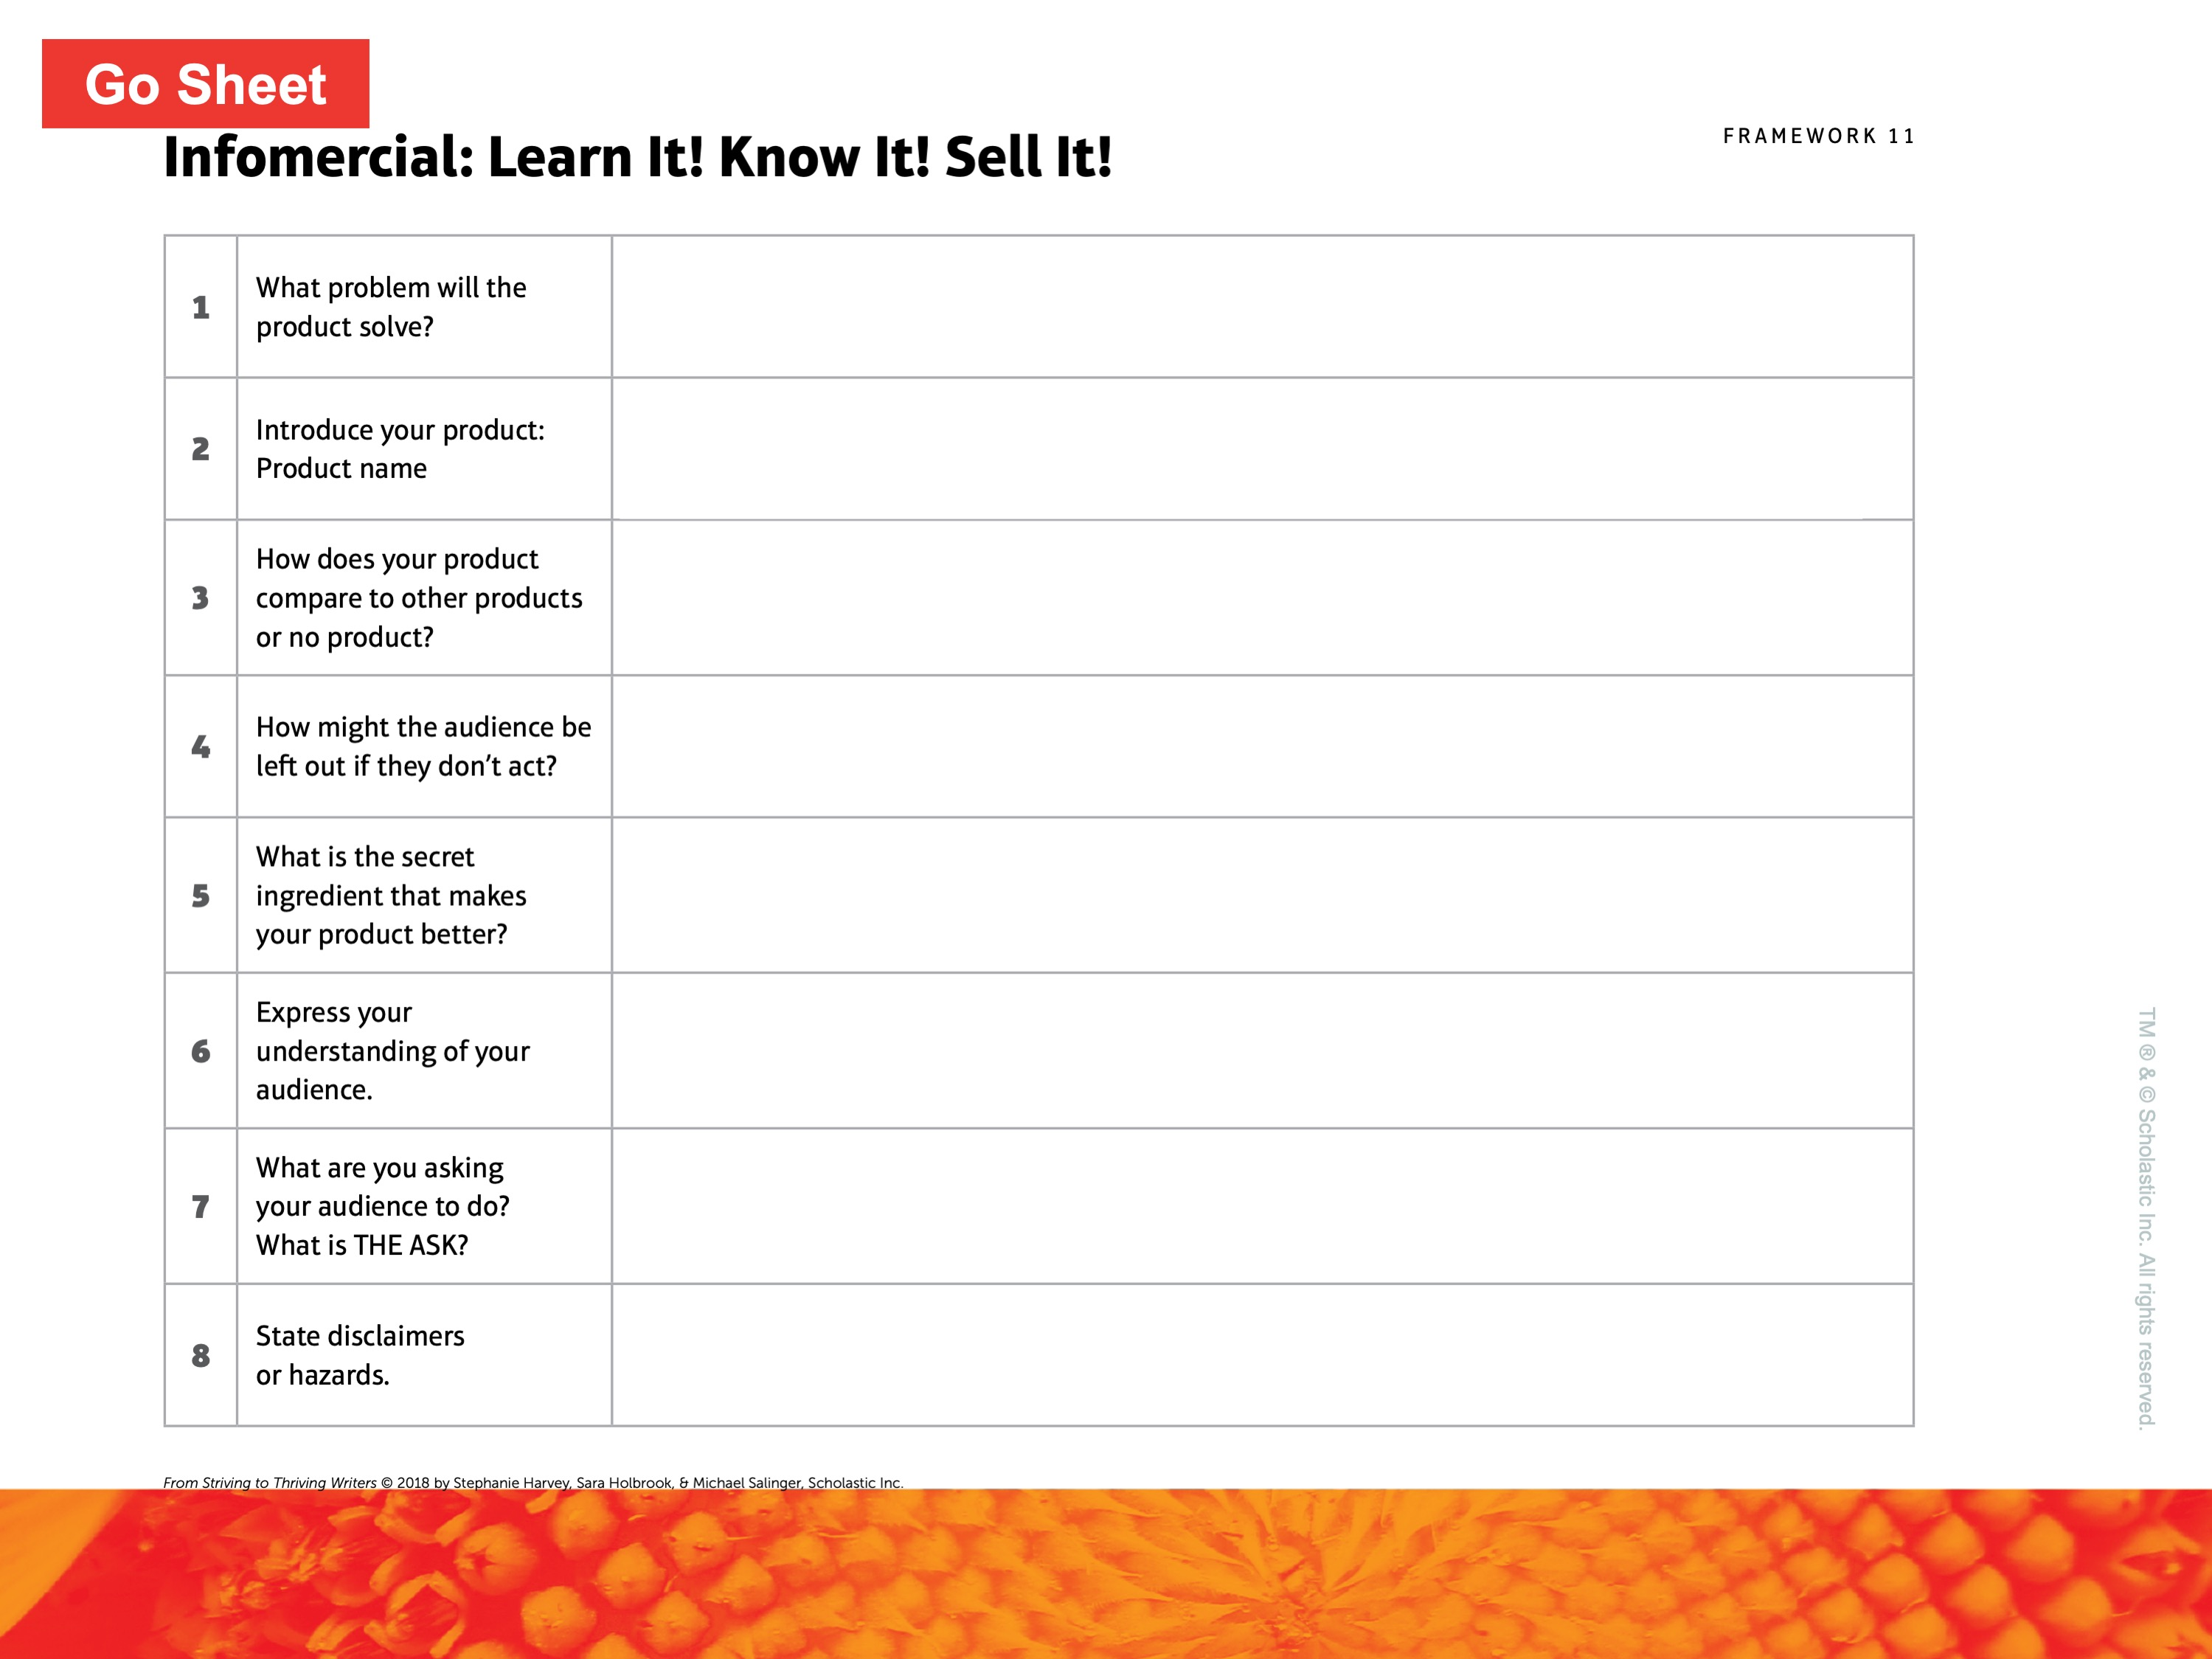 Go Sheet
Infomercial: Learn It! Know It! Sell It!
FRAMEWORK 11
1
What problem will the
product solve?
2
Introduce your product:
Product name
3
How does your product
compare to other products
or no product?
4
How might the audience be
left out if they don’t act?
5
What is the secret
ingredient that makes
your product better?
6
Express your
understanding of your
audience.
7
What are you asking
your audience to do?
What is THE ASK?
8
State disclaimers
or hazards.
TM ® & © Scholastic Inc. All rights reserved.
From Striving to Thriving Writers © 2018 by Stephanie Harvey, Sara Holbrook, & Michael Salinger, Scholastic Inc.